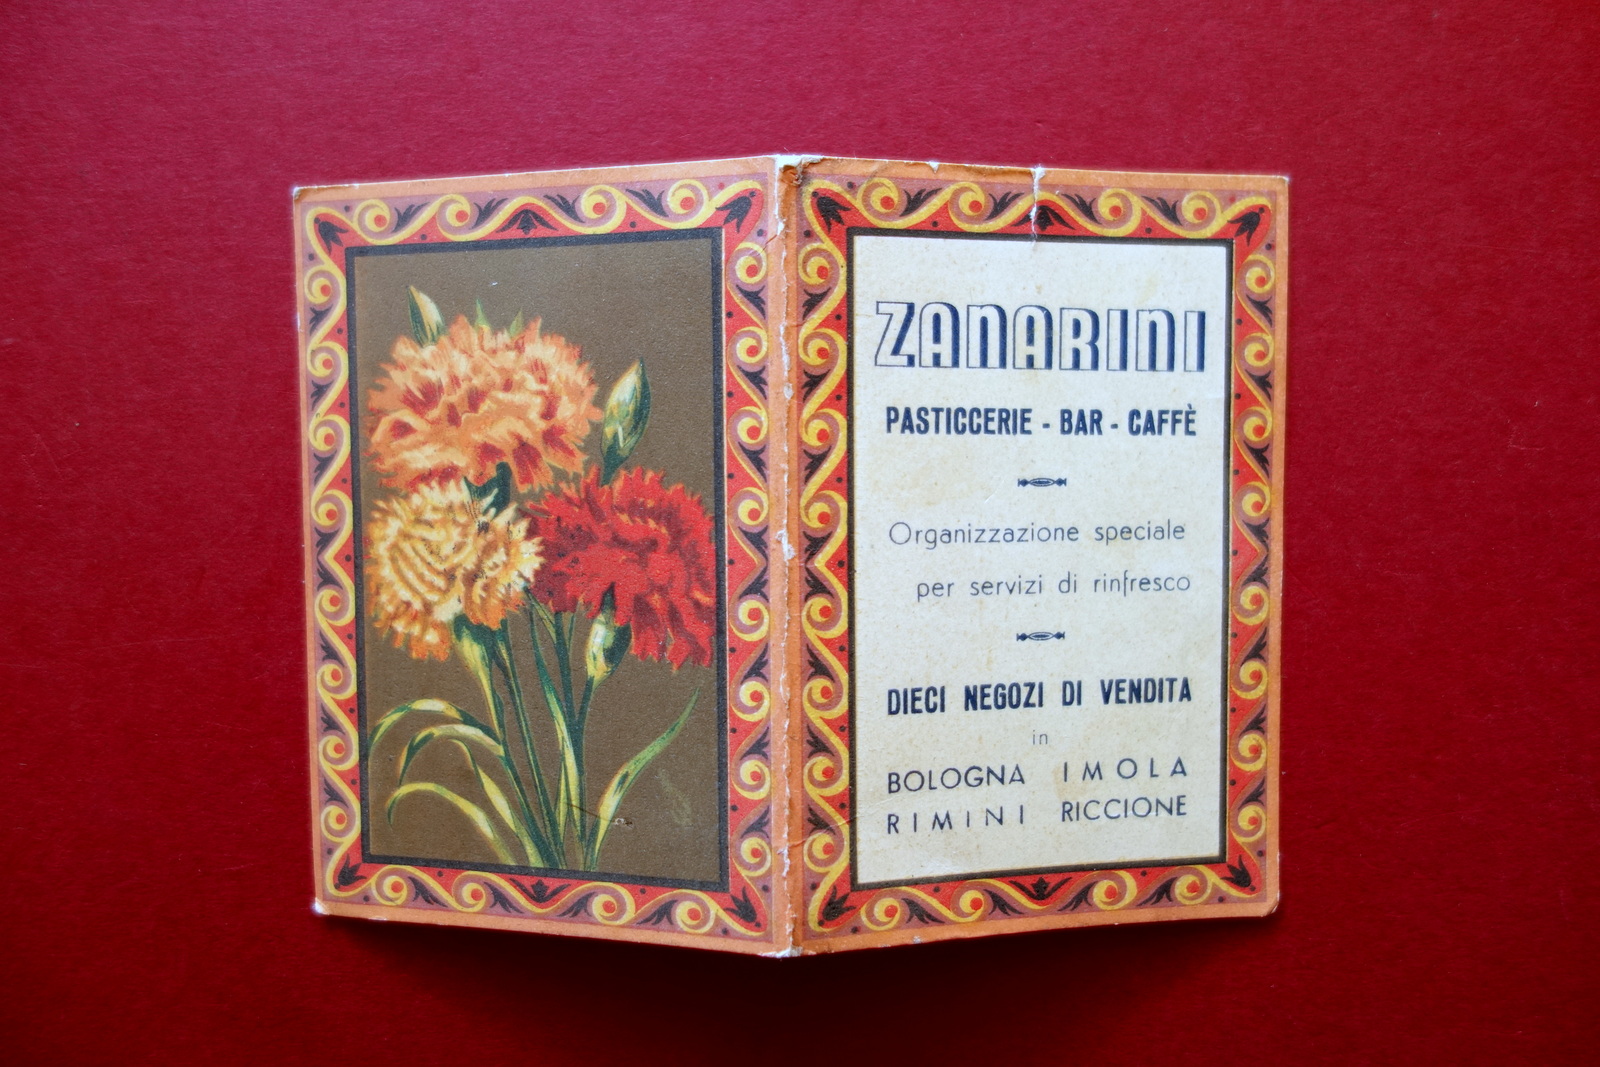 ZANARINI
PASTICCERIE - BAR - CAFFÈ
Organizzazione speciale
per servizi di rinfresco
DIECI NEGOZI DI VENDITA
in
BOLOGNA IMOLA
RIMINI RICCIONE